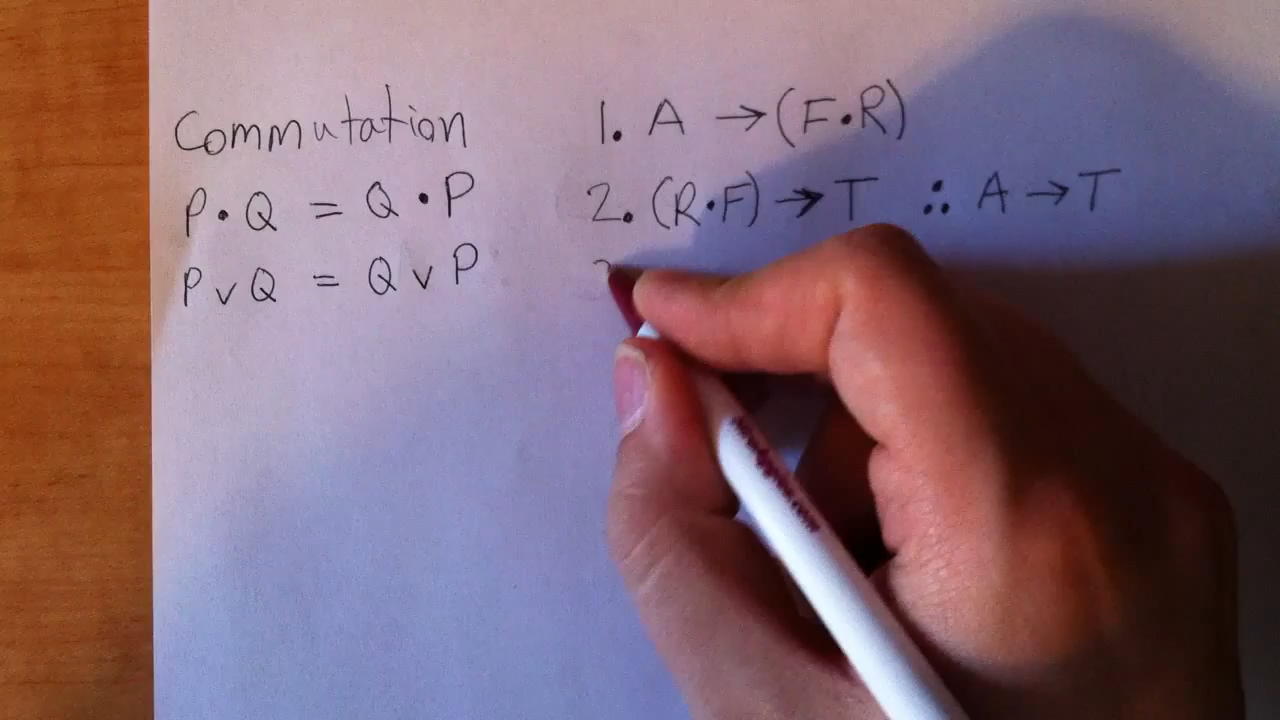 Commutation
P • Q = Q • P
P v Q = Q v P
1. A → (F • R)
2. (R • F) → T ∴ A → T